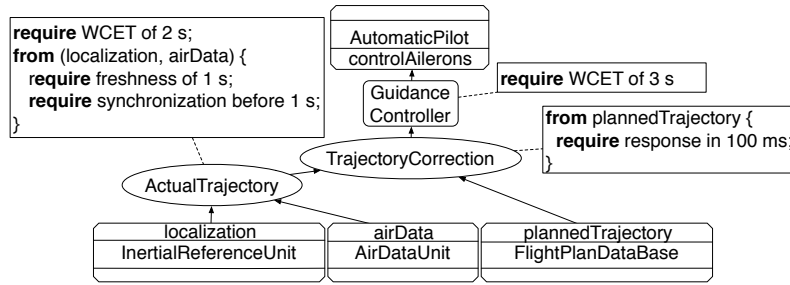 require WCET of 2 s;
from (localization, airData) {
require freshness of 1 s;
require synchronization before 1 s;
}
AutomaticPilot
controlAilerons
require WCET of 3 s
Guidance
Controller
from plannedTrajectory {
require response in 100 ms;
}
TrajectoryCorrection
ActualTrajectory
localization
InertialReferenceUnit
airData
AirDataUnit
plannedTrajectory
FlightPlanDataBase